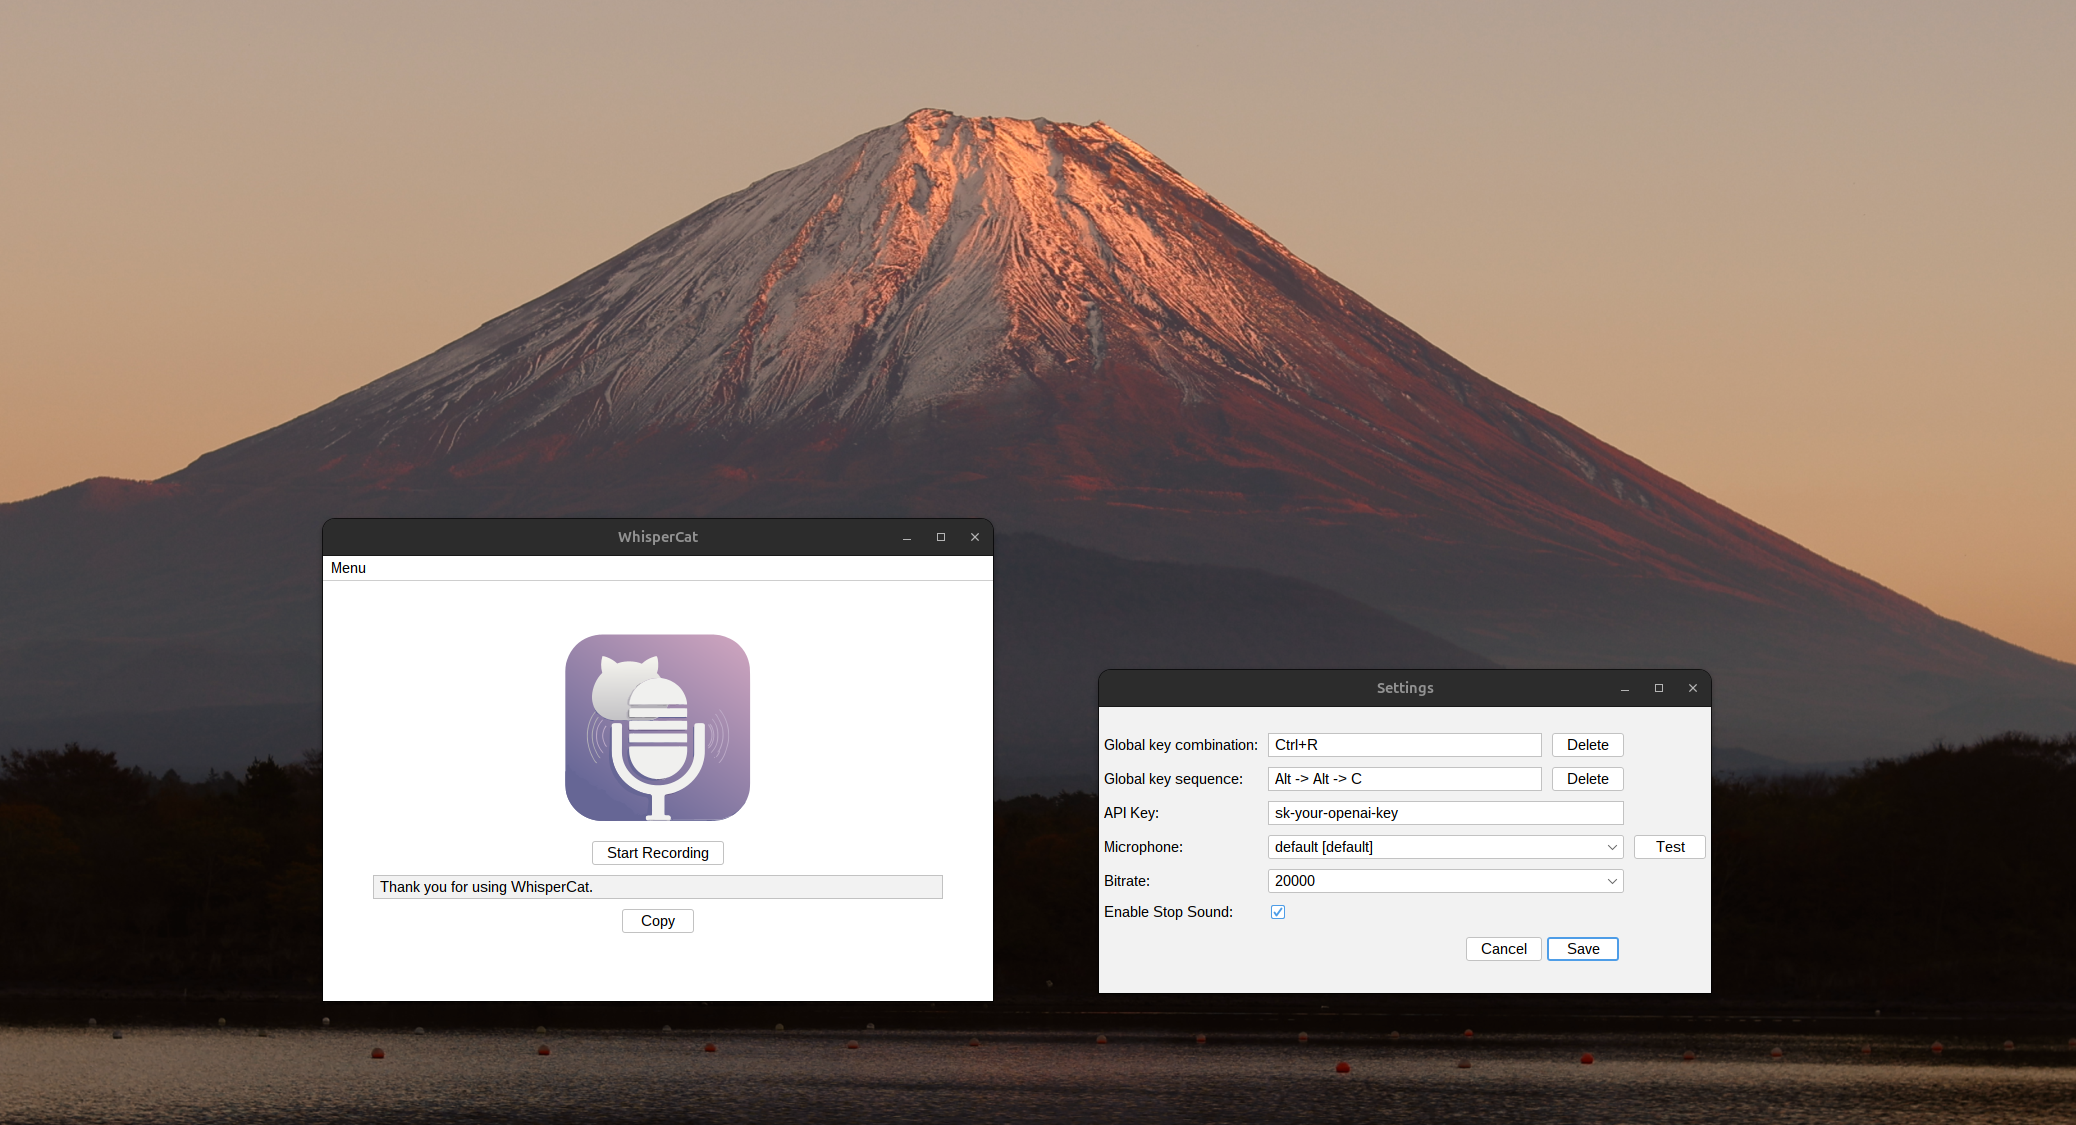 WhisperCat
Menu
Start Recording
Thank you for using WhisperCat.
Copy
Settings
Global key combination: Ctrl+R Delete
Global key sequence: Alt -> Alt -> C Delete
API Key: sk-your-openai-key
Microphone: default [default] Test
Bitrate: 20000
Enable Stop Sound:
Cancel Save